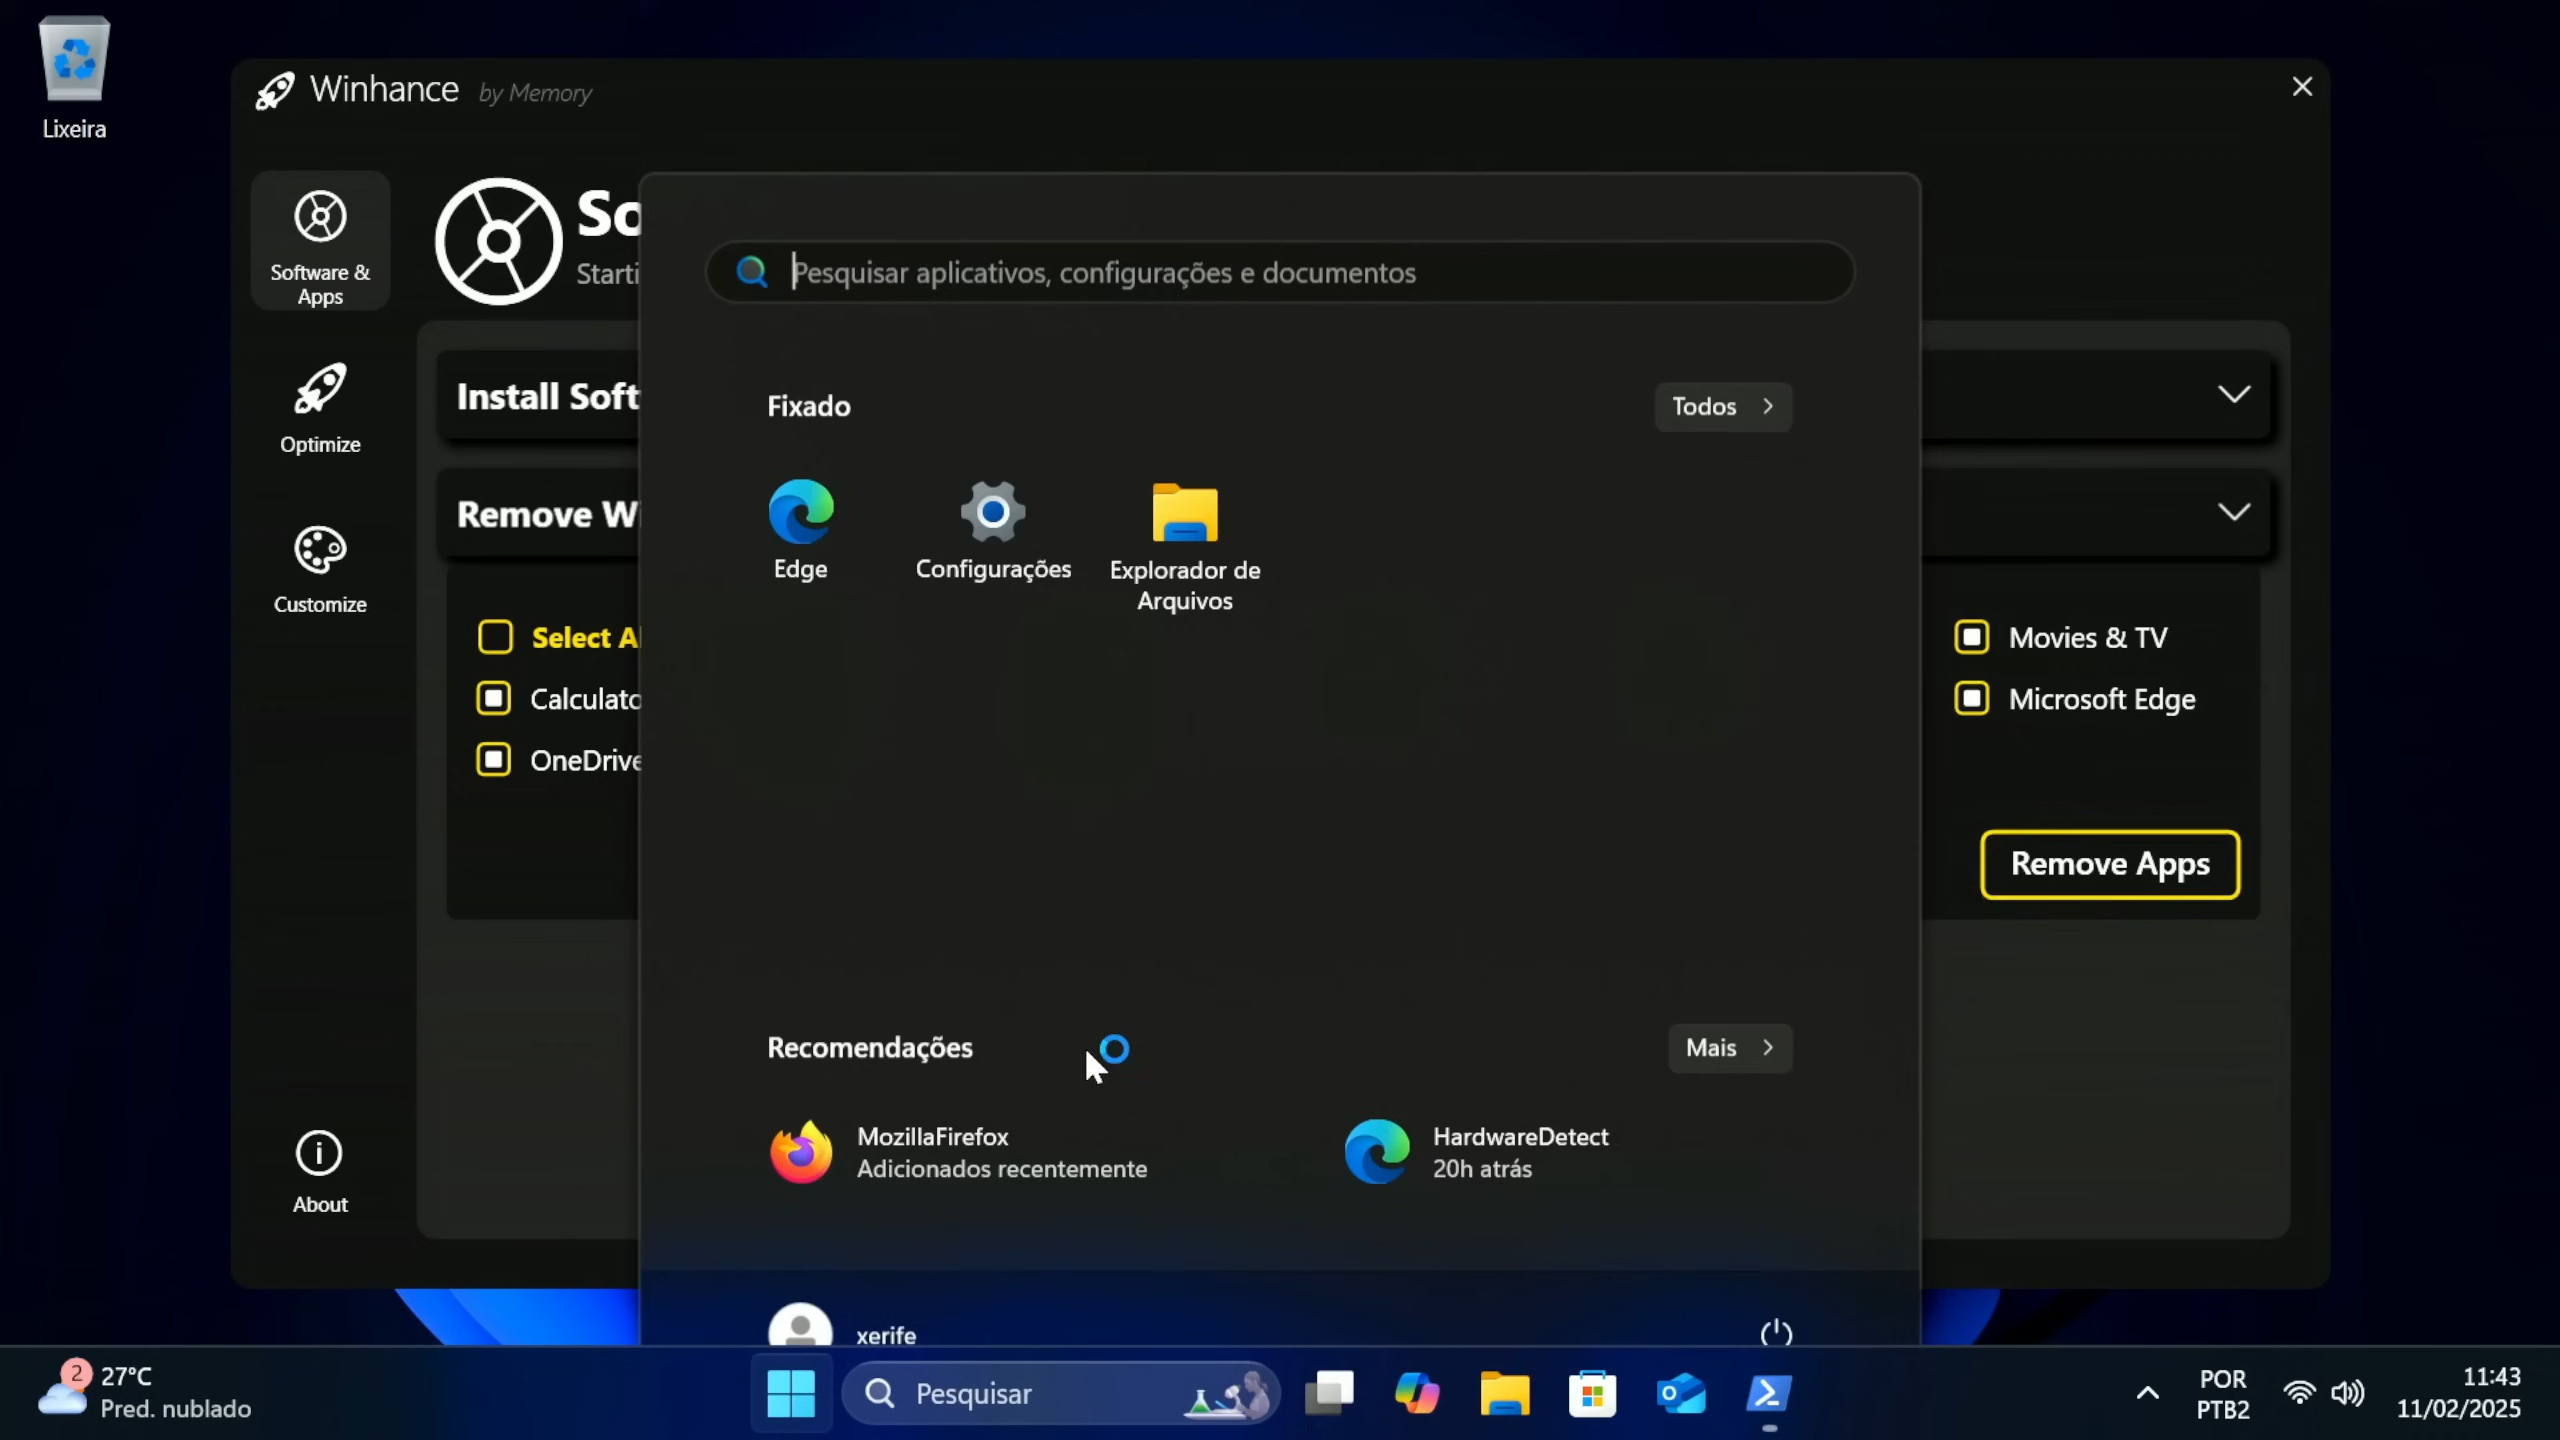 Lixeira
Winhance by Memory
Software &
Apps
Optimize
Customize
About
So
Starti
Install Soft
Remove W
Select Al
Calculato
OneDrive
Movies & TV
Microsoft Edge
Remove Apps
Pesquisar aplicativos, configurações e documentos
Fixado
Todos
Edge
Configurações
Explorador de
Arquivos
Recomendações
Mais
MozillaFirefox
Adicionados recentemente
HardwareDetect
20h atrás
xerife
2
27°C
Pred. nublado
Pesquisar
POR
PTB2
11:43
11/02/2025